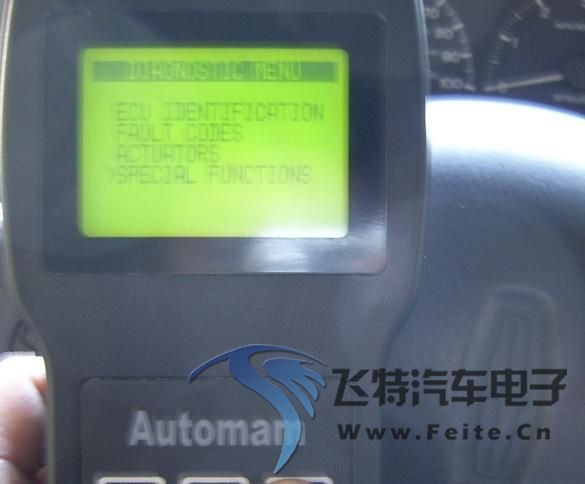 DIAGNOSTIC MENU
ECU IDENTIFICATION
FAULT CODES
ACTUATORS
>SPECIAL FUNCTIONS
Automam
飞特汽车电子
Www.Feite.Cn